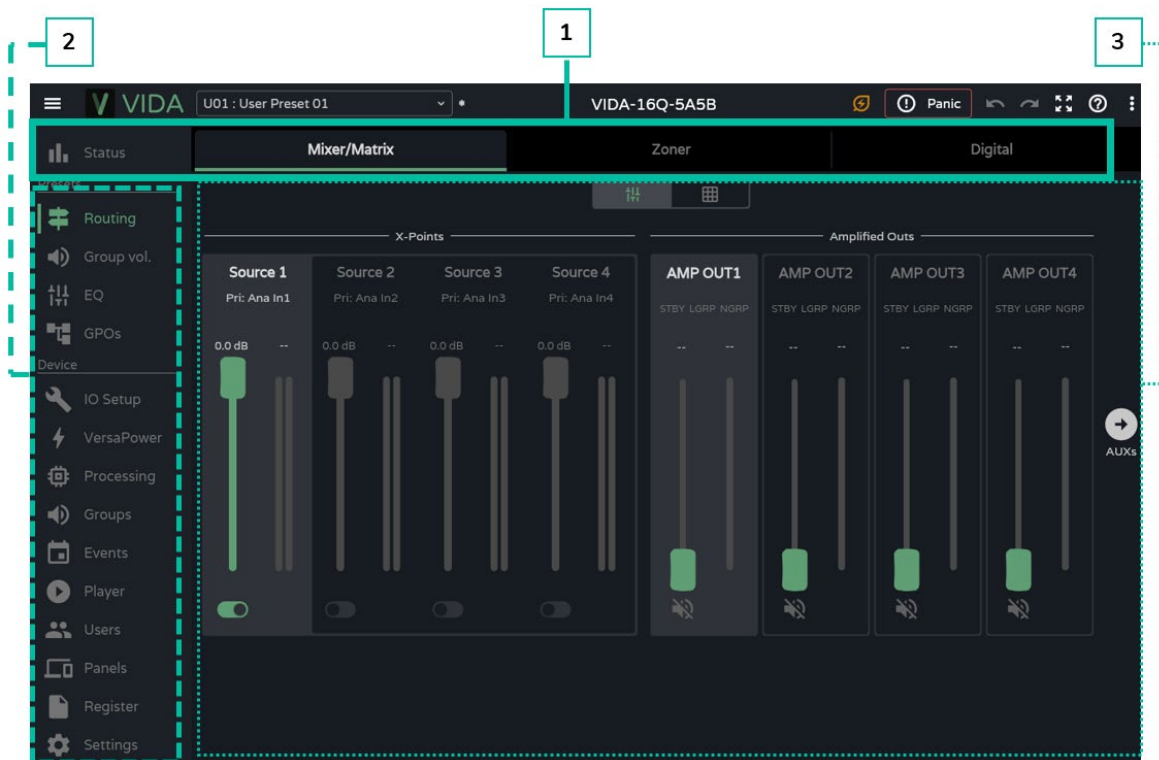 2
1
3
VIDA
U01 : User Preset 01
VIDA-16Q-5A5B
Panic
Status
Mixer/Matrix
Zoner
Digital
Presets
Routing
Group vol.
EQ
GPOs
Device
IO Setup
VersaPower
Processing
Groups
Events
Player
Users
Panels
Register
Settings
X-Points
Amplified Outs
Source 1
Source 2
Source 3
Source 4
AMP OUT1
AMP OUT2
AMP OUT3
AMP OUT4
Pri: Ana In1
Pri: Ana In2
Pri: Ana In3
Pri: Ana In4
STBY LGRP NGRP
STBY LGRP NGRP
STBY LGRP NGRP
STBY LGRP NGRP
0.0 dB --
0.0 dB --
0.0 dB --
0.0 dB --
-- --
-- --
-- --
-- --
AUXs